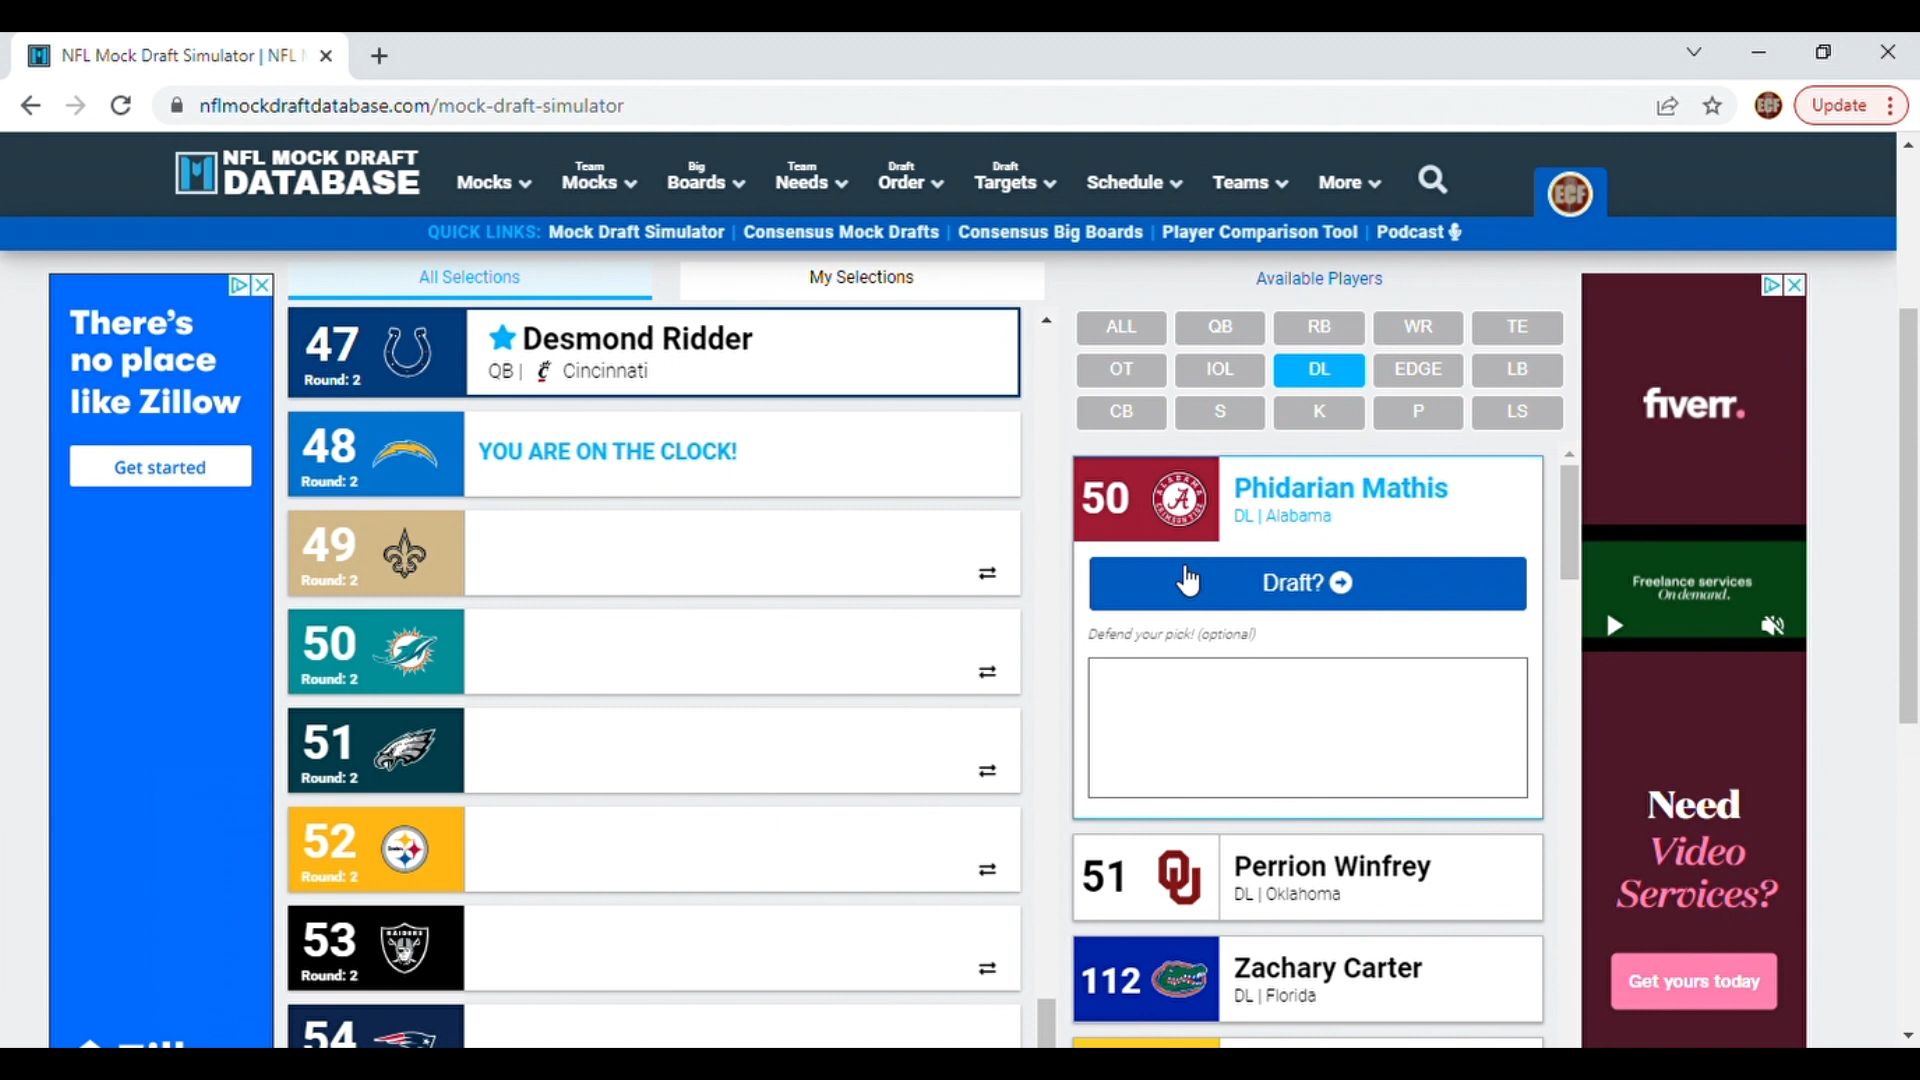 NFL Mock Draft Simulator | NFL
nflmockdraftdatabase.com/mock-draft-simulator
ECF
Update
NFL MOCK DRAFT
DATABASE
Mocks
Team
Mocks
Big
Boards
Team
Needs
Draft
Order
Draft
Targets
Schedule
Teams
More
ECF
QUICK LINKS: Mock Draft Simulator | Consensus Mock Drafts | Consensus Big Boards | Player Comparison Tool | Podcast
There's
no place
like Zillow
Get started
All Selections
My Selections
47
Round: 2
Desmond Ridder
QB | Cincinnati
48
Round: 2
YOU ARE ON THE CLOCK!
49
Round: 2
50
Round: 2
51
Round: 2
52
Round: 2
Steelers
53
Round: 2
RAIDERS
54
Available Players
ALL QB RB WR TE
OT IOL DL EDGE LB
CB S K P LS
50
Phidarian Mathis
DL | Alabama
Draft?
Defend your pick! (optional)
51
Perrion Winfrey
DL | Oklahoma
112
Zachary Carter
DL | Florida
fiverr.
Freelance services
On demand.
Need
Video
Services?
Get yours today